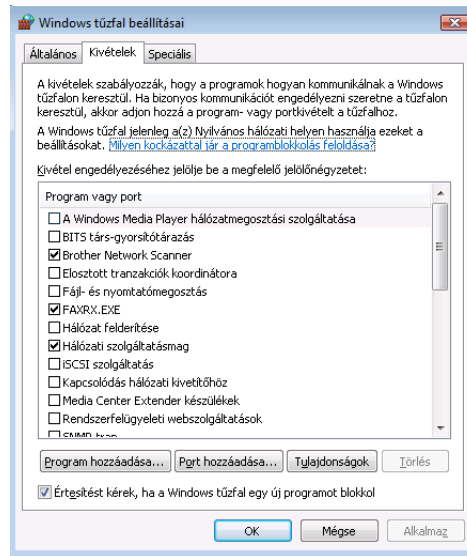 Windows tűzfal beállításai
Általános Kivételek Speciális
A kivételek szabályozzák, hogy a programok hogyan kommunikálnak a Windows
tűzfalon keresztül. Ha bizonyos kommunikációt engedélyezni szeretne a tűzfalon
keresztül, akkor adjon hozzá a program- vagy portkivételt a tűzfalhoz.
A Windows tűzfal jelenleg a(z) Nyilvános hálózati helyen használja ezeket a
beállításokat. Milyen kockázattal jár a programblokkolás feloldása?
Kivétel engedélyezéséhez jelölje be a megfelelő jelölőnégyzetet:
Program vagy port
A Windows Media Player hálózatmegosztási szolgáltatása
BITS társ-gyorsítótárazás
Brother Network Scanner
Elosztott tranzakciók koordinátora
Fájl- és nyomtatómegosztás
FAXRX.EXE
Hálózat felderítése
Hálózati szolgáltatásmag
iSCSI szolgáltatás
Kapcsolódás hálózati kivetítőhöz
Media Center Extender készülékek
Rendszerfelügyeleti webszolgáltatások
SNMP trap
Program hozzáadása... Port hozzáadása... Tulajdonságok Törlés
Értesítést kérek, ha a Windows tűzfal egy új programot blokkol
OK Mégse Alkalmaz